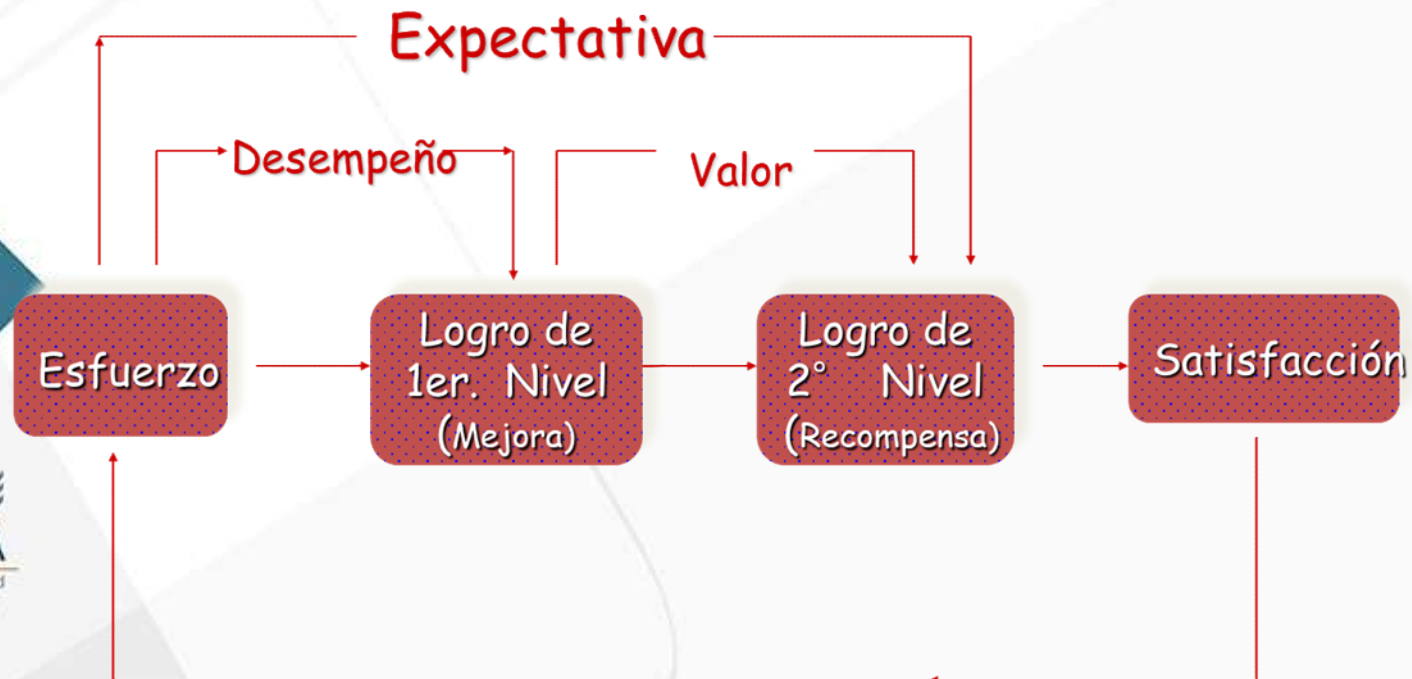 Expectativa
Desempeño
Valor
Esfuerzo
Logro de
1er. Nivel
(Mejora)
Logro de
2° Nivel
(Recompensa)
Satisfacción